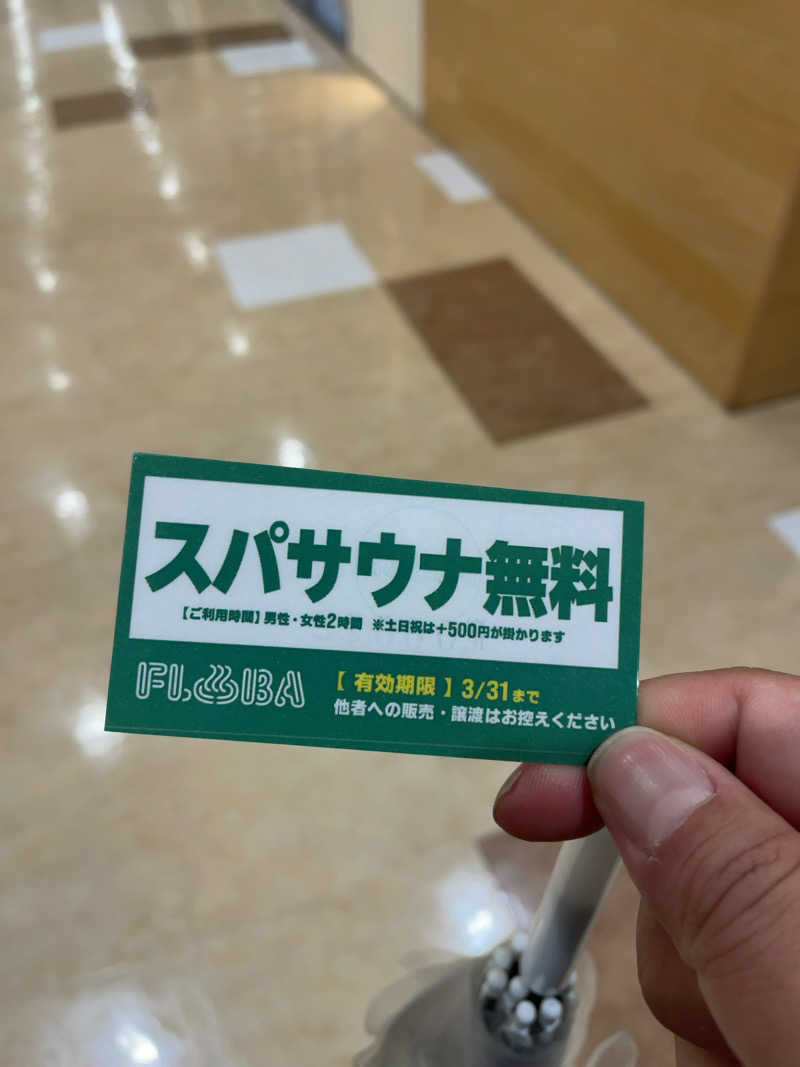 スパサウナ無料
【ご利用時間】男性・女性2時間 ※土日祝は+500円が掛かります
FLOBA
【有効期限】3/31まで
他者への販売・譲渡はお控えください